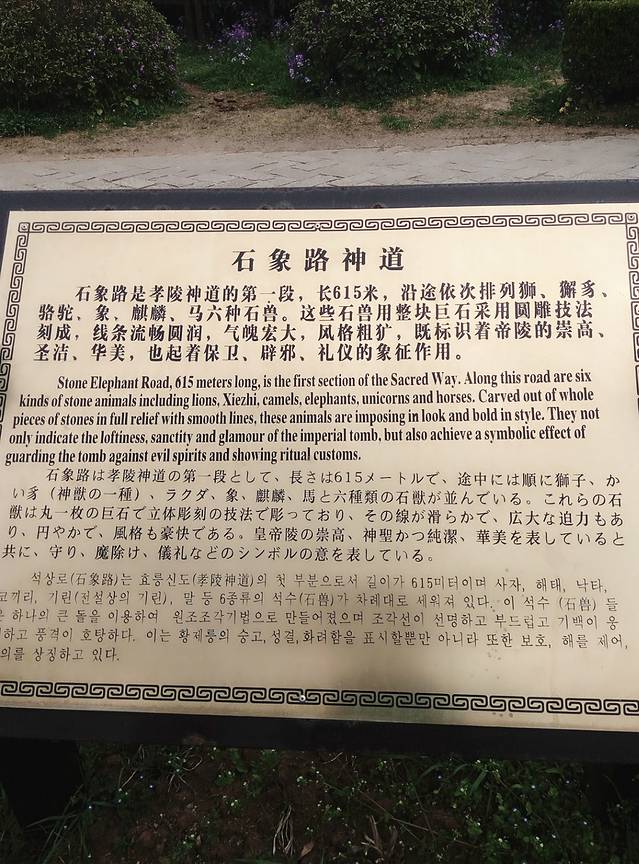 石象路神道
石象路是孝陵神道的第一段，长615米，沿途依次排列狮、獬豸、
骆驼、象、麒麟、马六种石兽。这些石兽用整块巨石采用圆雕技法
刻成，线条流畅圆润，气魄宏大，风格粗犷，既标识着帝陵的崇高、
圣洁、华美，也起着保卫、辟邪、礼仪的象征作用。
Stone Elephant Road, 615 meters long, is the first section of the Sacred Way. Along this road are six
kinds of stone animals including lions, Xiezhi, camels, elephants, unicorns and horses. Carved out of whole
pieces of stones in full relief with smooth lines, these animals are imposing in look and bold in style. They not
only indicate the loftiness, sanctity and glamour of the imperial tomb, but also achieve a symbolic effect of
guarding the tomb against evil spirits and showing ritual customs.
石象路は孝陵神道の第一段として、長さは615メートルで、途中には順に獅子、か
い豸（神獣の一種）、ラクダ、象、麒麟、馬と六種類の石獣が並んでいる。これらの石
獣は丸一枚の巨石で立体彫刻の技法で彫っており、その線が滑らかで、広大な迫力もあ
り、円やかで、風格も豪快である。皇帝陵の崇高、神聖かつ純潔、華美を表していると
共に、守り、魔除け、儀礼などのシンボルの意を表している。
석상로(石象路)는 효릉신도(孝陵神道)의 첫 부분으로서 길이가 615미터이며 사자, 해태, 낙타,
코끼리, 기린(전설상의 기린), 말 등 6종류의 석수(石兽)가 차례대로 세워져 있다. 이 석수 (石兽) 들
은 하나의 큰 돌을 이용하여 원조조각기법으로 만들어졌으며 조각선이 선명하고 부드럽고 기백이 웅
하고 풍격이 호탕하다. 이는 황제릉의 숭고, 성결, 화려함을 표시할뿐만 아니라 또한 보호, 해를 제어,
의를 상징하고 있다.